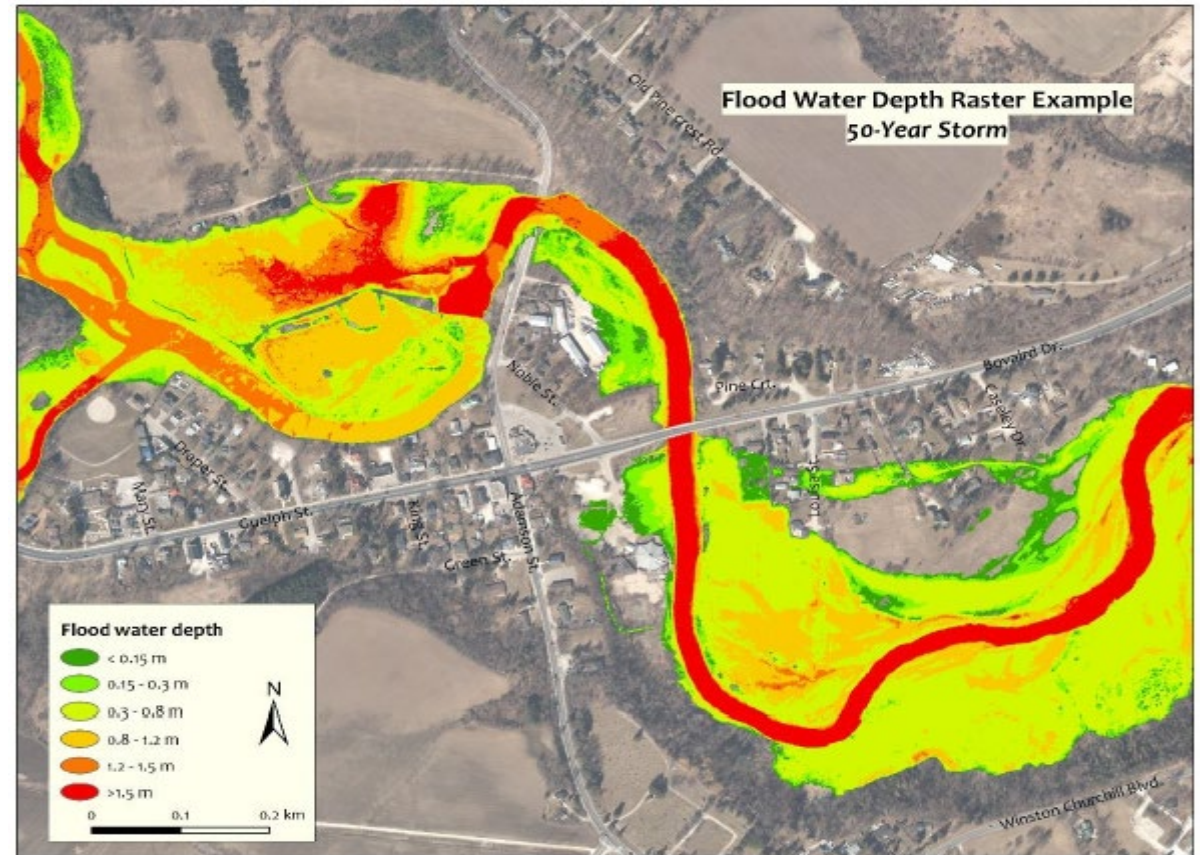 Flood Water Depth Raster Example
50-Year Storm
Old Pine crest Rd.
Noble St.
Pine Crt.
Bovaird Dr.
Caseley Dr.
Louses St.
Draper St.
Mary St.
Guelph St.
King St.
Adamson St.
Green St.
Winston Churchill Blvd.
Flood water depth
< 0.15 m
0.15 - 0.3 m
0.3 - 0.8 m
0.8 - 1.2 m
1.2 - 1.5 m
>1.5 m
N
0 0.1 0.2 km